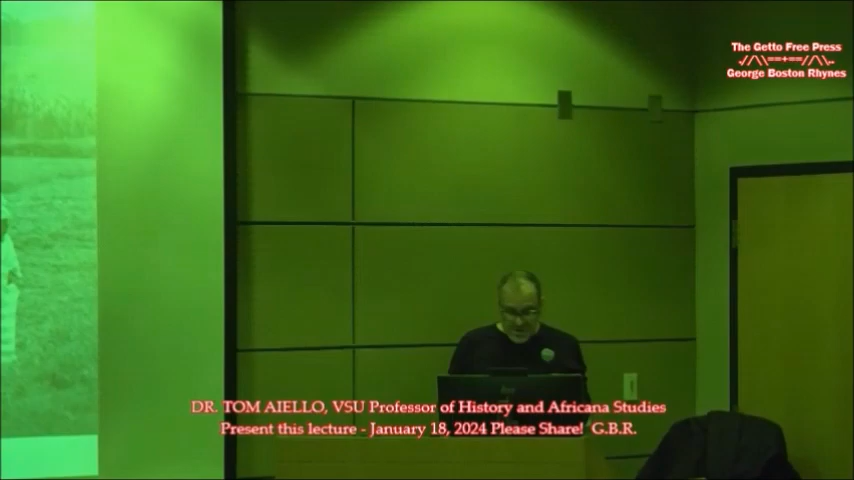 The Getto Free Press
George Boston Rhynes
DR. TOM AIELLO, VSU Professor of History and Africana Studies
Present this lecture - January 18, 2024 Please Share! G.B.R.